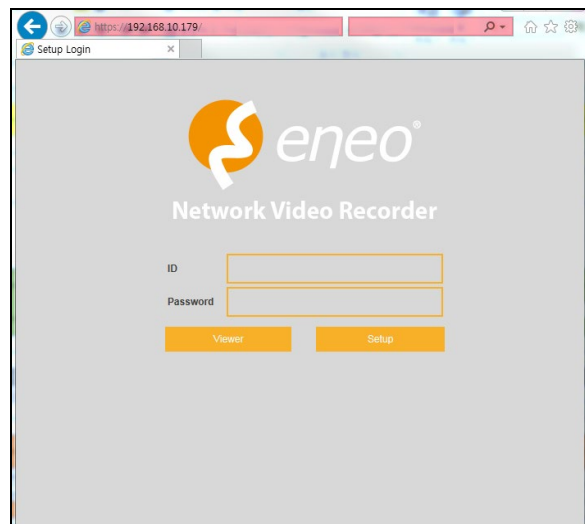 https://192.168.10.179/
Setup Login
eneo®
Network Video Recorder
ID
Password
Viewer
Setup